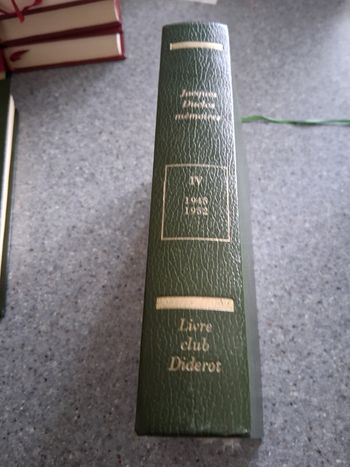 Jacques
Duclos
mémoires
IV
1945
1952
Livre
club
Diderot